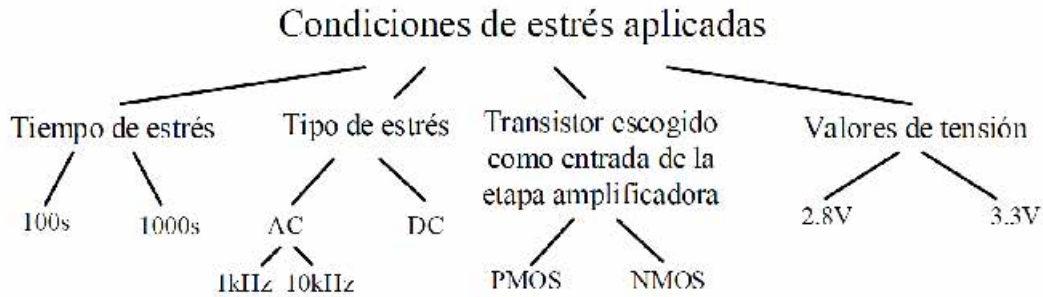 Condiciones de estrés aplicadas
Tiempo de estrés
100s
1000s
Tipo de estrés
AC
DC
1kHz 10kHz
Transistor escogido
como entrada de la
etapa amplificadora
PMOS
NMOS
Valores de tensión
2.8V
3.3V